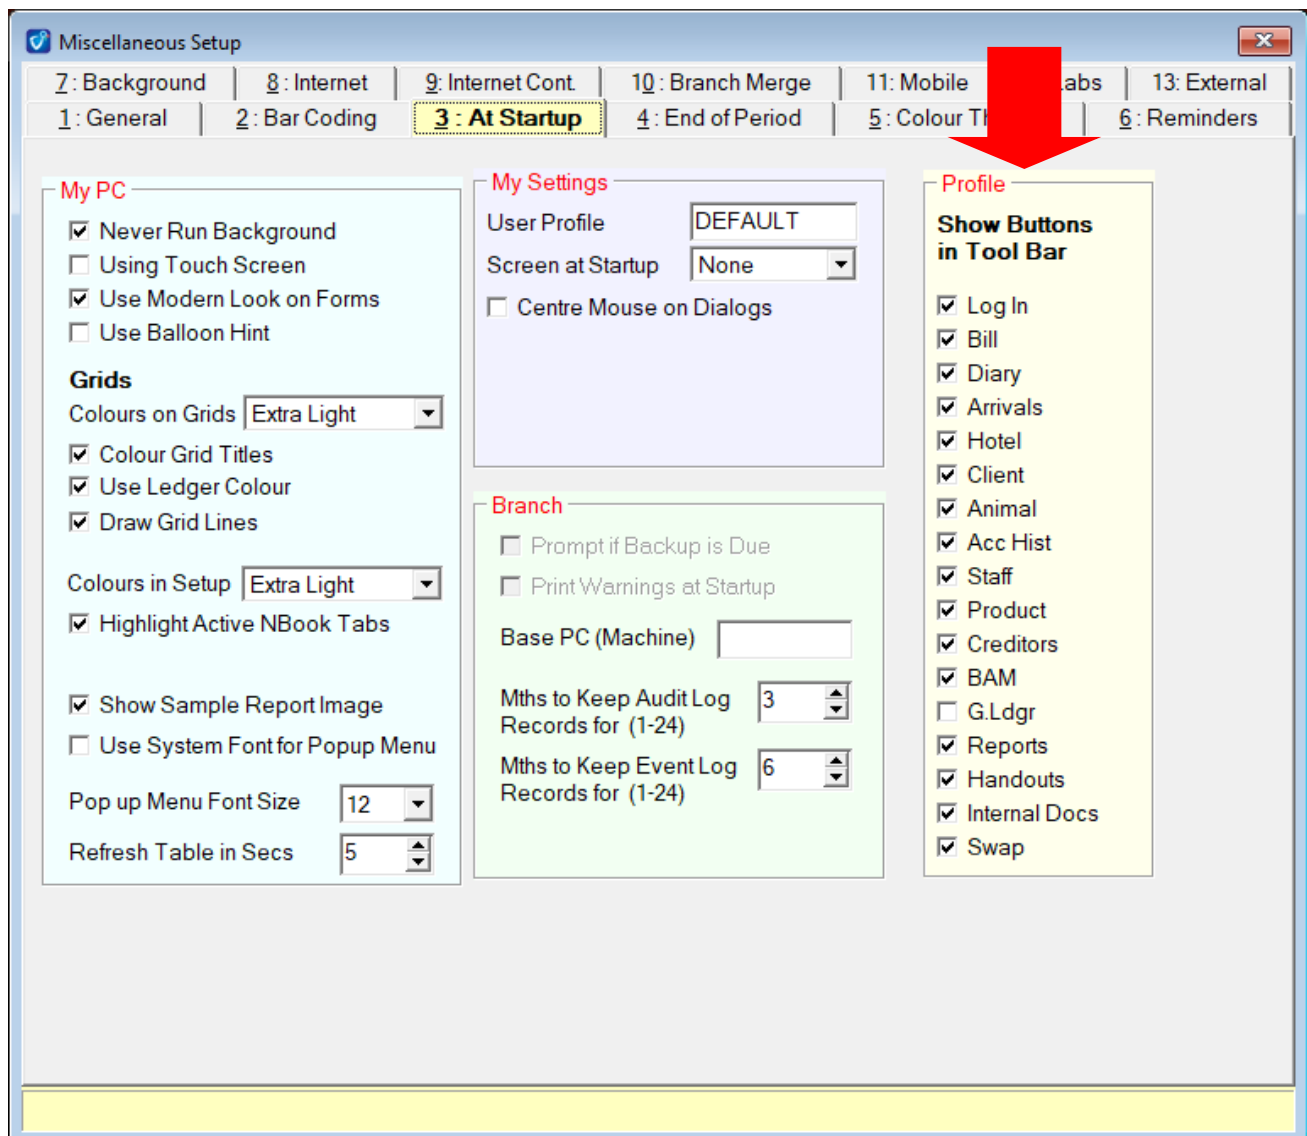 Miscellaneous Setup
7 : Background
8 : Internet
9: Internet Cont.
10 : Branch Merge
11: Mobile
abs
13: External
1 : General
2 : Bar Coding
3 : At Startup
4 : End of Period
5 : Colour
6 : Reminders
My PC
Never Run Background
Using Touch Screen
Use Modern Look on Forms
Use Balloon Hint
Grids
Colours on Grids Extra Light
Colour Grid Titles
Use Ledger Colour
Draw Grid Lines
Colours in Setup Extra Light
Highlight Active NBook Tabs
Show Sample Report Image
Use System Font for Popup Menu
Pop up Menu Font Size 12
Refresh Table in Secs 5
My Settings
User Profile DEFAULT
Screen at Startup None
Centre Mouse on Dialogs
Branch
Prompt if Backup is Due
Print Warnings at Startup
Base PC (Machine)
Mths to Keep Audit Log 3
Records for (1-24)
Mths to Keep Event Log 6
Records for (1-24)
Profile
Show Buttons
in Tool Bar
Log In
Bill
Diary
Arrivals
Hotel
Client
Animal
Acc Hist
Staff
Product
Creditors
BAM
G.Ldgr
Reports
Handouts
Internal Docs
Swap